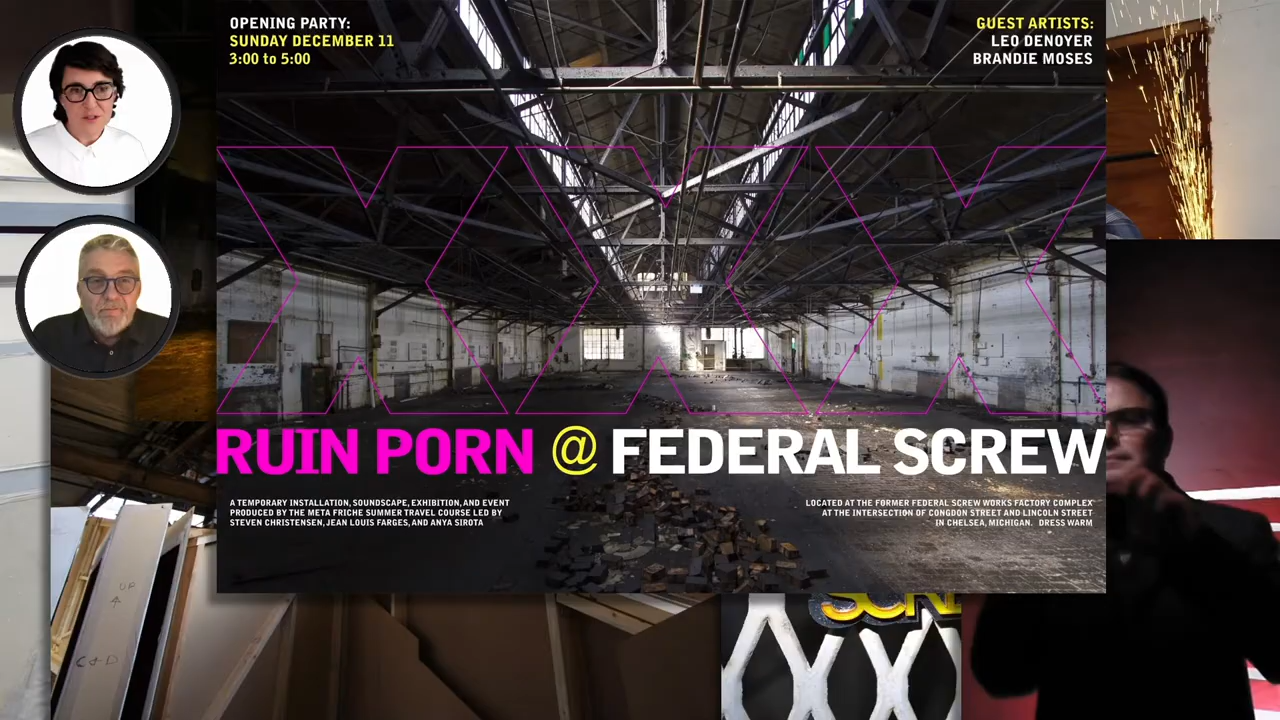 OPENING PARTY:
SUNDAY DECEMBER 11
3:00 to 5:00
GUEST ARTISTS:
LEO DENOYER
BRANDIE MOSES
XXX
RUIN PORN @ FEDERAL SCREW
A TEMPORARY INSTALLATION, SOUNDSCAPE, EXHIBITION, AND EVENT
PRODUCED BY THE META FRICHE SUMMER TRAVEL COURSE LED BY
STEVEN CHRISTENSEN, JEAN LOUIS FARGES, AND ANYA SIROTA
LOCATED AT THE FORMER FEDERAL SCREW WORKS FACTORY COMPLEX
AT THE INTERSECTION OF CONGDON STREET AND LINCOLN STREET
IN CHELSEA, MICHIGAN. DRESS WARM
UP
C+D